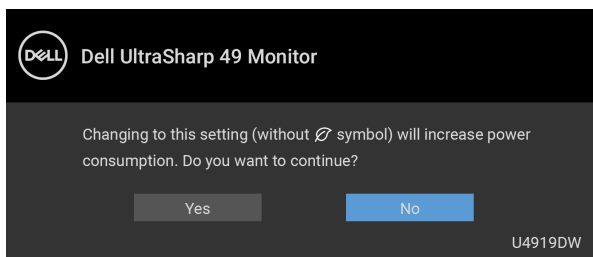 DELL
Dell UltraSharp 49 Monitor
Changing to this setting (without symbol) will increase power
consumption. Do you want to continue?
Yes
No
U4919DW